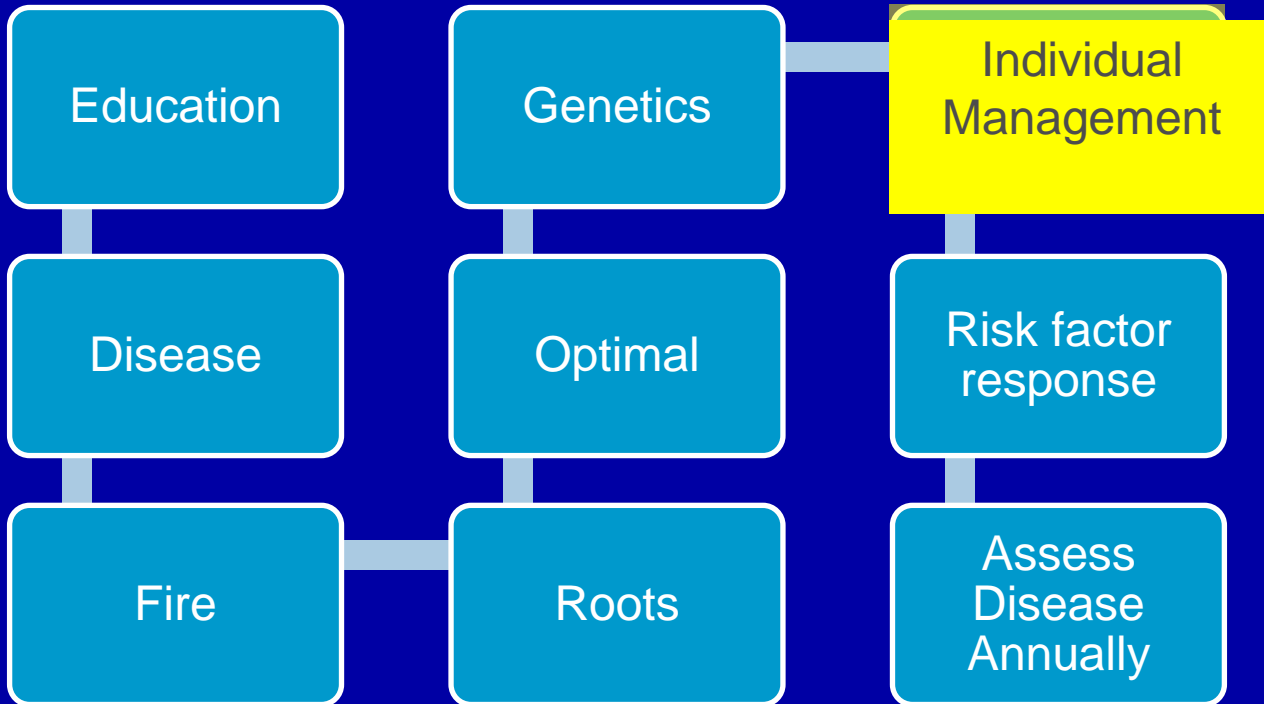 Education
Disease
Fire
Roots
Optimal
Genetics
Individual
Management
Risk factor
response
Assess
Disease
Annually